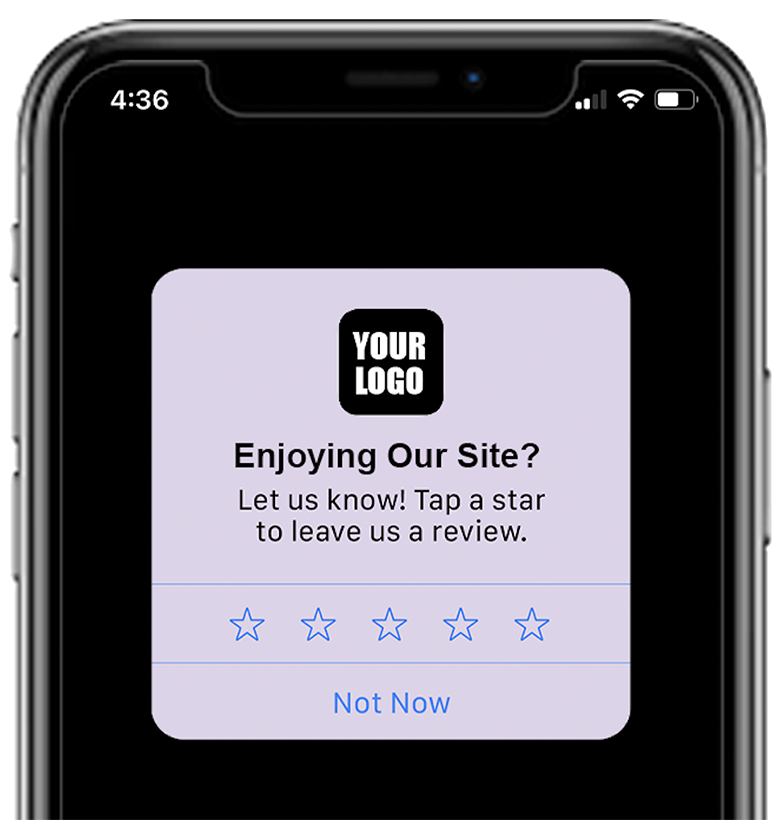 4:36
YOUR
LOGO
Enjoying Our Site?
Let us know! Tap a star
to leave us a review.
Not Now